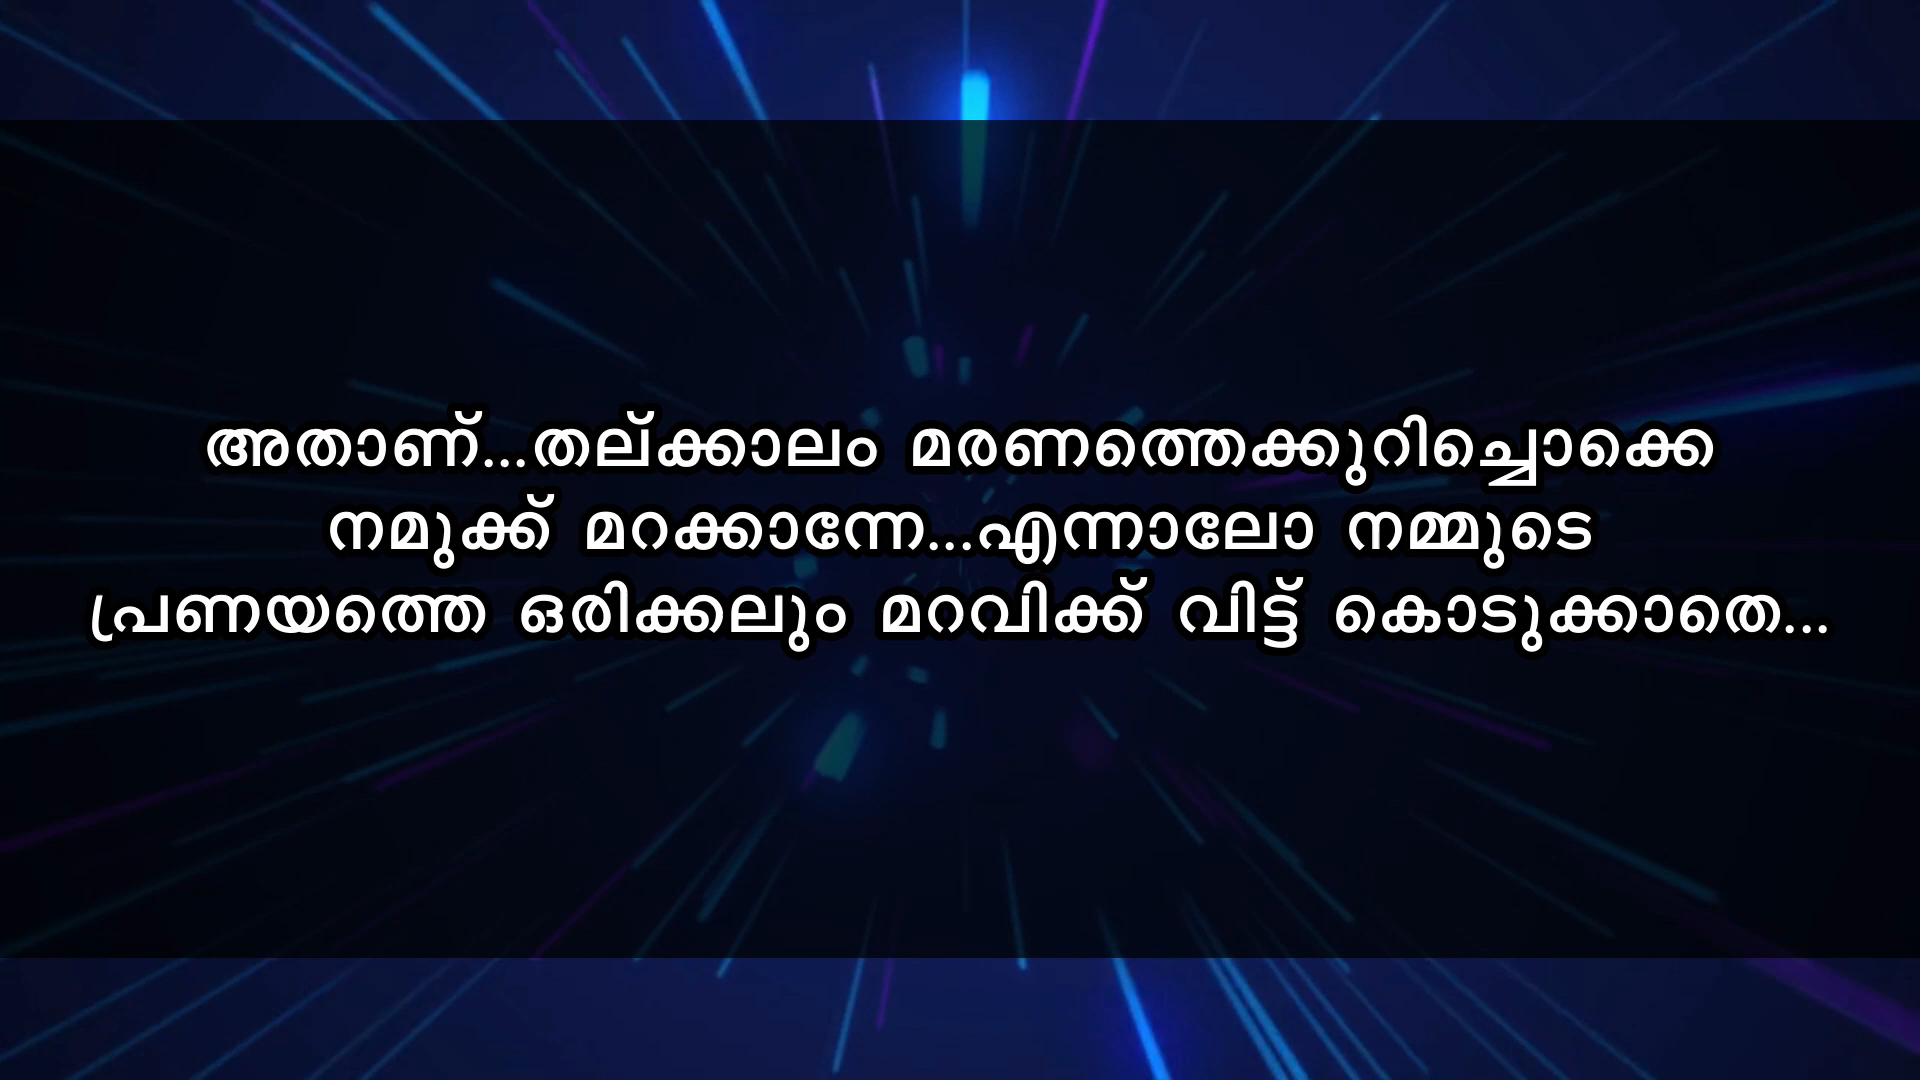 അതാണ്...തല്ക്കാലം മരണത്തെക്കുറിച്ചൊക്കെ
നമുക്ക് മറക്കാന്നേ...എന്നാലോ നമ്മുടെ
പ്രണയത്തെ ഒരിക്കലും മറവിക്ക് വിട്ട് കൊടുക്കാതെ...